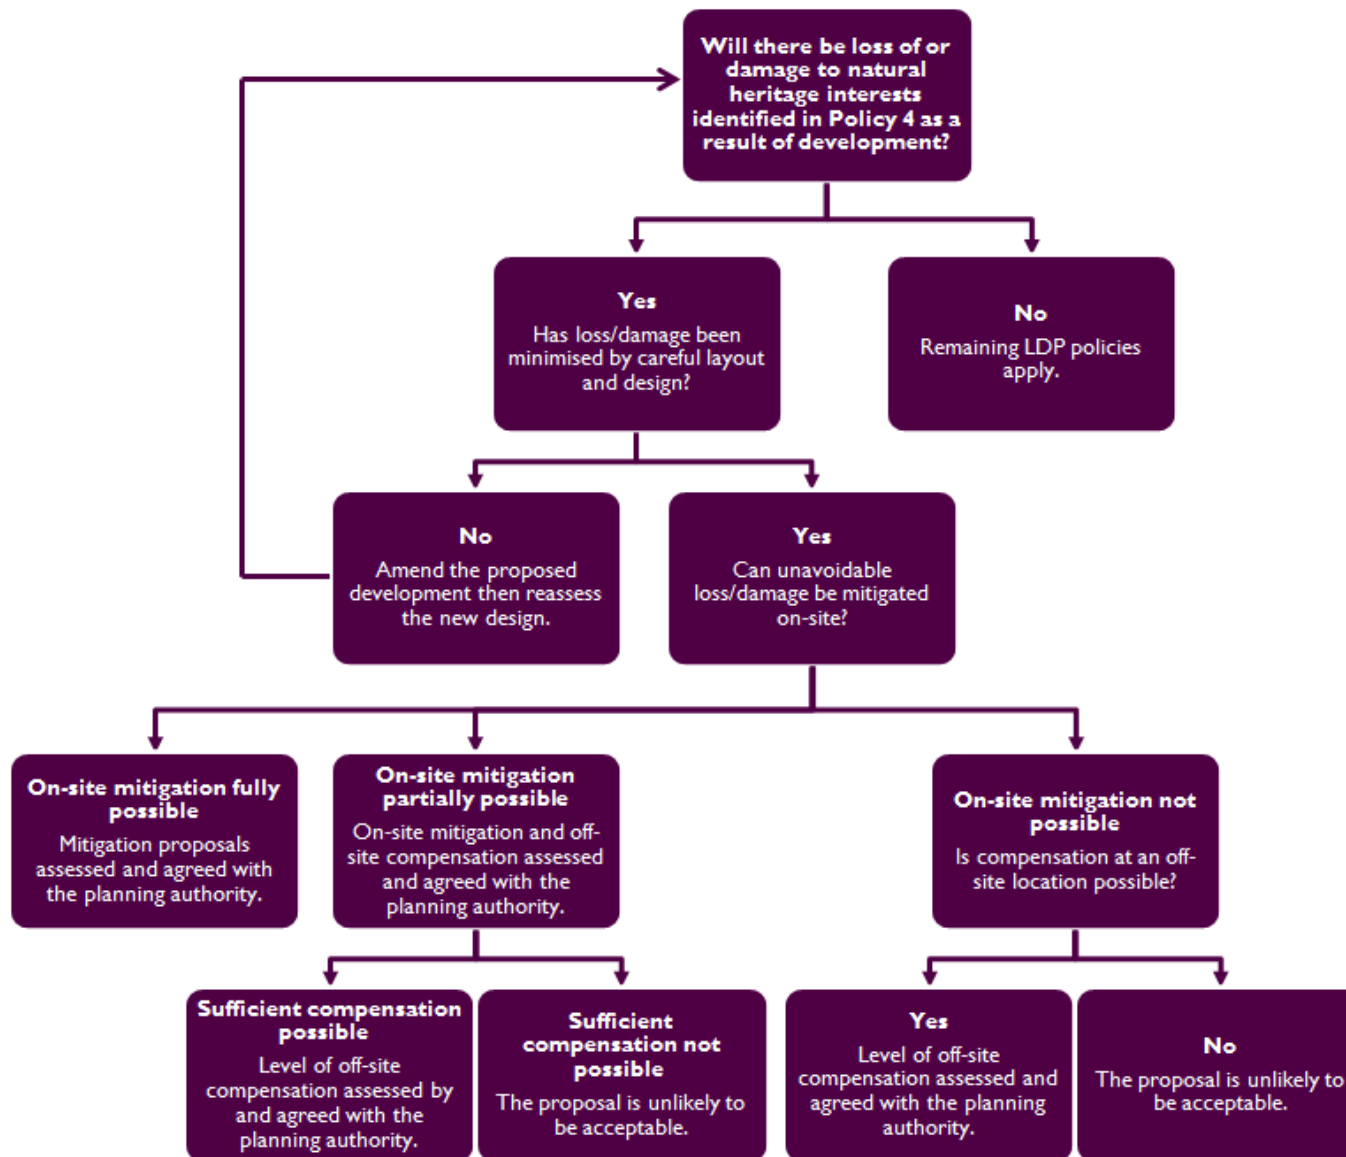 Will there be loss of or
damage to natural
heritage interests
identified in Policy 4 as a
result of development?
Yes
Has loss/damage been
minimised by careful layout
and design?
No
Remaining LDP policies
apply.
No
Amend the proposed
development then reassess
the new design.
Yes
Can unavoidable
loss/damage be mitigated
on-site?
On-site mitigation fully
possible
Mitigation proposals
assessed and agreed with
the planning authority.
On-site mitigation
partially possible
On-site mitigation and off-
site compensation assessed
and agreed with the
planning authority.
On-site mitigation not
possible
Is compensation at an off-
site location possible?
Sufficient compensation
possible
Level of off-site
compensation assessed by
and agreed with the
planning authority.
Sufficient
compensation not
possible
The proposal is unlikely to
be acceptable.
Yes
Level of off-site
compensation assessed and
agreed with the planning
authority.
No
The proposal is unlikely to
be acceptable.